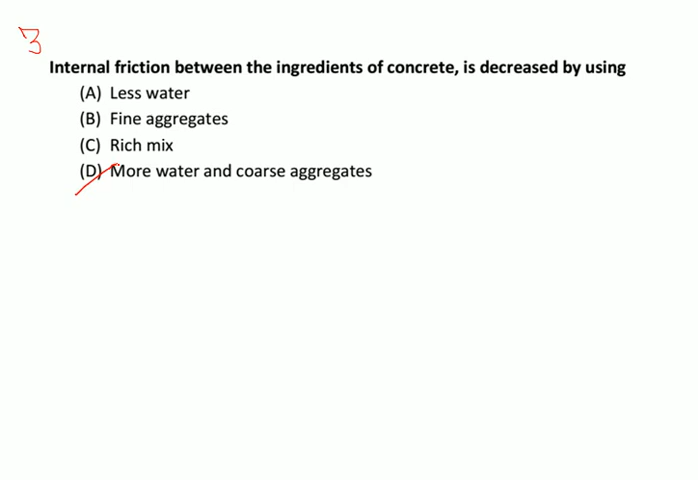 3
Internal friction between the ingredients of concrete, is decreased by using
(A) Less water
(B) Fine aggregates
(C) Rich mix
(D) More water and coarse aggregates